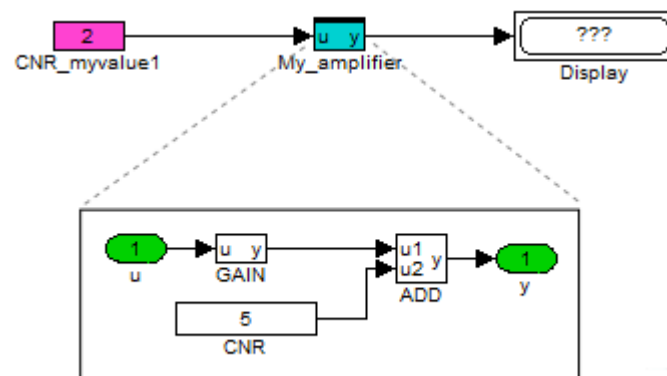 2
CNR_myvalue1
u y
My_amplifier
???
Display
1
u
u y
GAIN
5
CNR
u1
u2
y
ADD
1
y